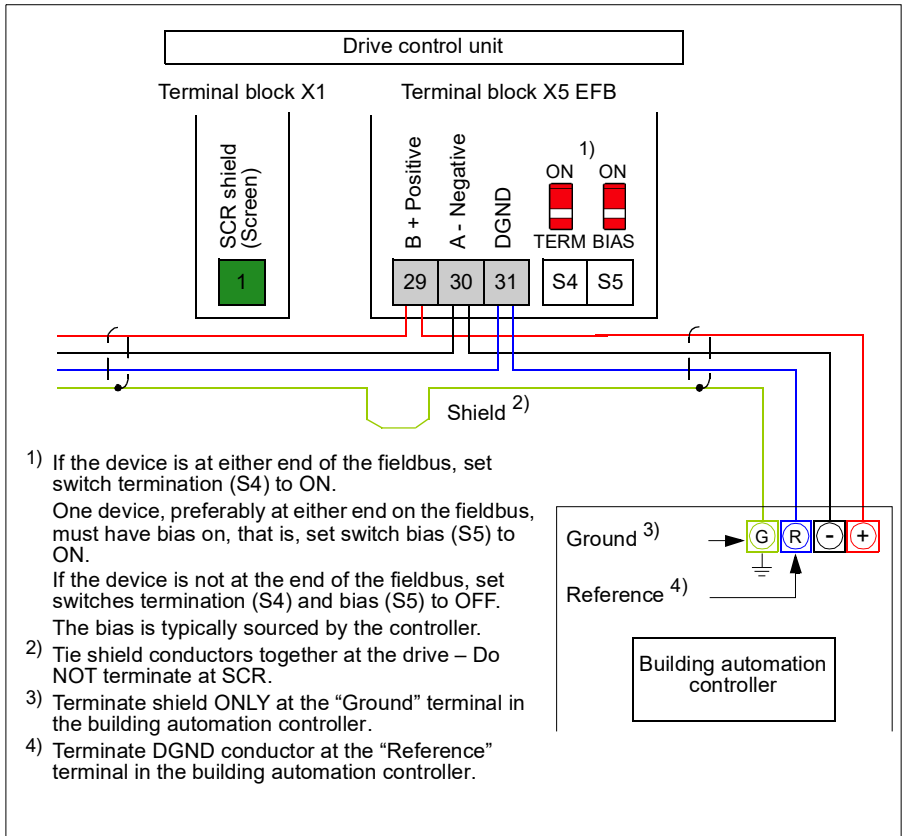 Drive control unit
Terminal block X1
Terminal block X5 EFB
SCR shield
(Screen)
B + Positive
A - Negative
DGND
1)
ON
ON
TERM
BIAS
1
29
30
31
S4
S5
Shield 2)
1) If the device is at either end of the fieldbus, set
switch termination (S4) to ON.
One device, preferably at either end on the fieldbus,
must have bias on, that is, set switch bias (S5) to
ON.
If the device is not at the end of the fieldbus, set
switches termination (S4) and bias (S5) to OFF.
The bias is typically sourced by the controller.
2) Tie shield conductors together at the drive – Do
NOT terminate at SCR.
3) Terminate shield ONLY at the “Ground” terminal in
the building automation controller.
4) Terminate DGND conductor at the “Reference”
terminal in the building automation controller.
Ground 3)
G
R
-
+
Reference 4)
Building automation
controller